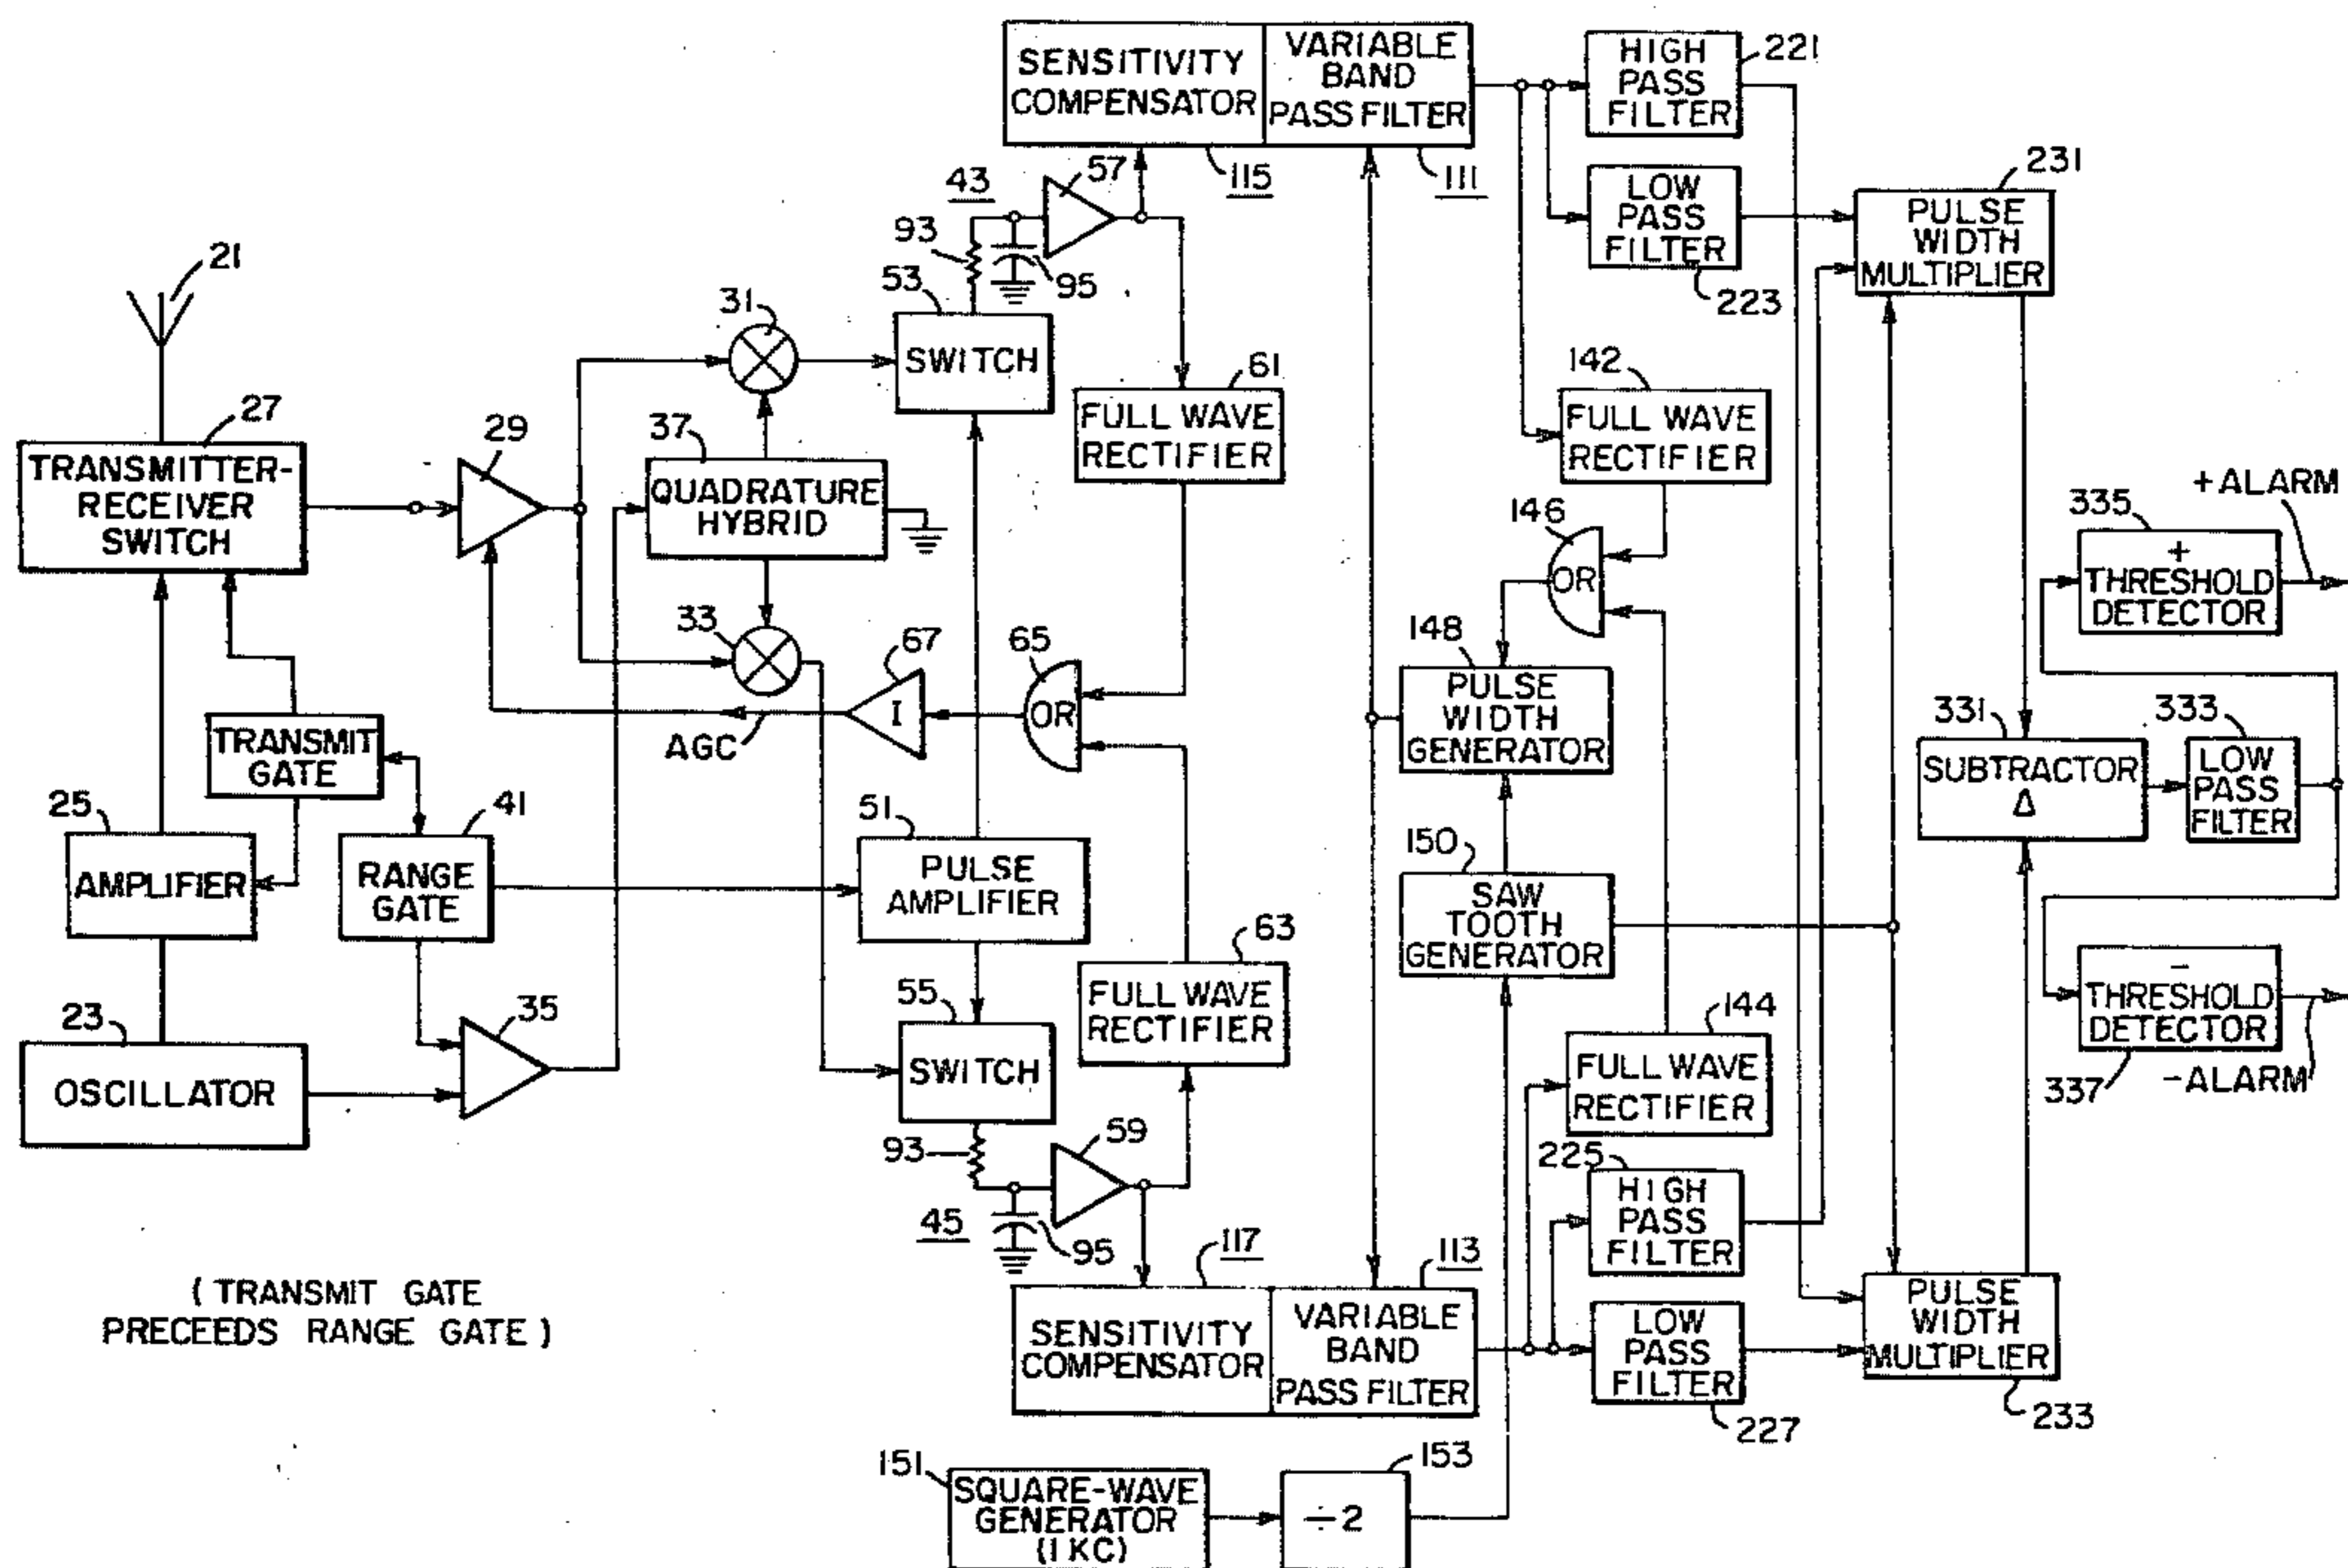 SENSITIVITY
COMPENSATOR
115
VARIABLE
BAND
PASS FILTER
111
HIGH
PASS
FILTER
221
LOW
PASS
FILTER
223
231
PULSE
WIDTH
MULTIPLIER
43
57
93
95
21
31
53
SWITCH
61
FULL WAVE
RECTIFIER
142
FULL WAVE
RECTIFIER
27
TRANSMITTER-
RECEIVER
SWITCH
29
37
QUADRATURE
HYBRID
146
OR
335
+
THRESHOLD
DETECTOR
+ALARM
33
67
I
65
OR
AGC
148
PULSE
WIDTH
GENERATOR
TRANSMIT
GATE
331
SUBTRACTOR
Δ
333
LOW
PASS
FILTER
25
AMPLIFIER
41
RANGE
GATE
51
PULSE
AMPLIFIER
150
SAW
TOOTH
GENERATOR
63
FULL WAVE
RECTIFIER
–
THRESHOLD
DETECTOR
337
–ALARM
23
OSCILLATOR
35
55
SWITCH
144
FULL WAVE
RECTIFIER
93
59
45
95
225
HIGH
PASS
FILTER
117
SENSITIVITY
COMPENSATOR
113
VARIABLE
BAND
PASS FILTER
LOW
PASS
FILTER
227
PULSE
WIDTH
MULTIPLIER
233
( TRANSMIT GATE
PRECEEDS RANGE GATE )
151
SQUARE-WAVE
GENERATOR
(1 KC)
153
÷2